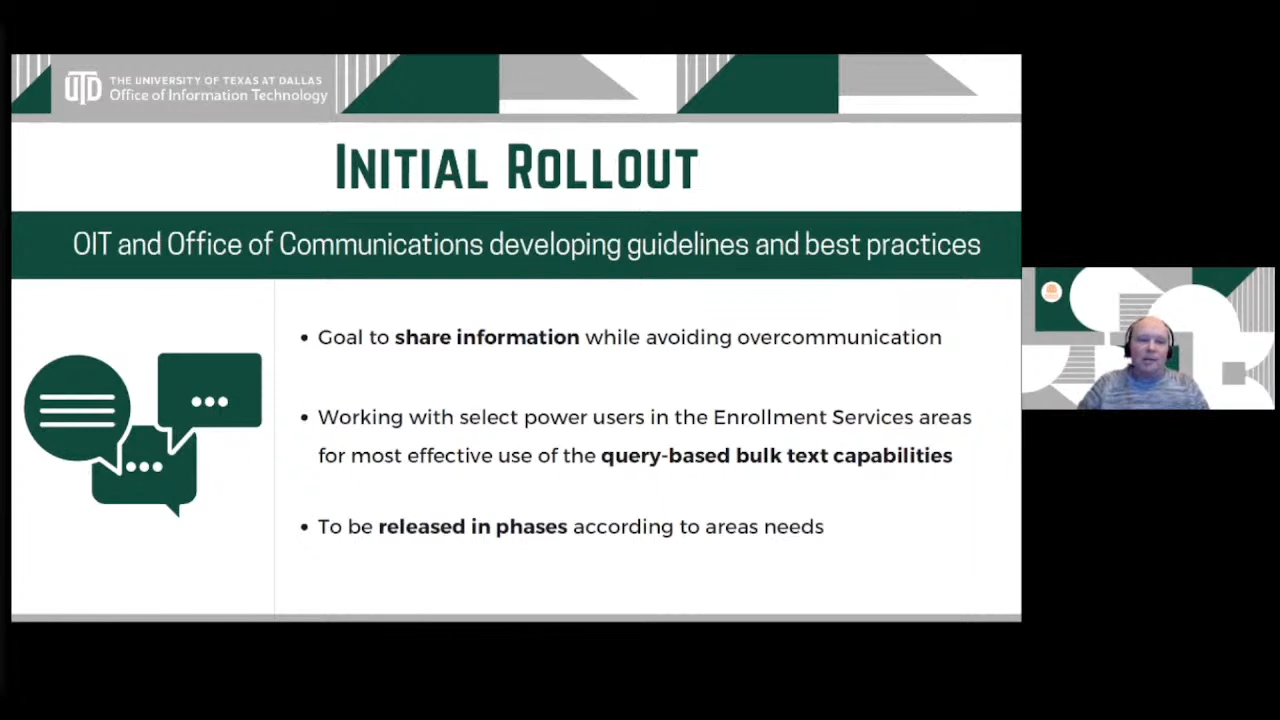 UTD
THE UNIVERSITY OF TEXAS AT DALLAS
Office of Information Technology
INITIAL ROLLOUT
OIT and Office of Communications developing guidelines and best practices
• Goal to share information while avoiding overcommunication
• Working with select power users in the Enrollment Services areas
for most effective use of the query-based bulk text capabilities
• To be released in phases according to areas needs